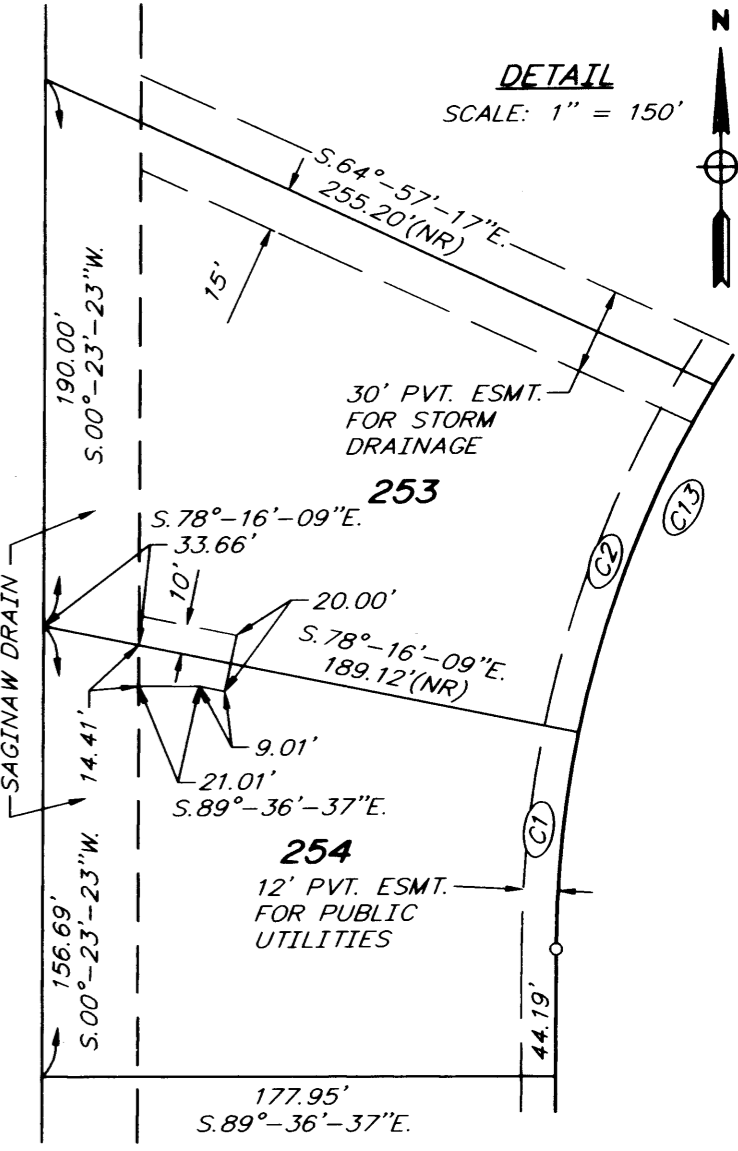 N
DETAIL
SCALE: 1" = 150'
S.64°-57'-17"E.
255.20'(NR)
15'
190.00'
S.00°-23'-23"W.
30' PVT. ESMT.
FOR STORM
DRAINAGE
253
C13
S.78°-16'-09"E.
33.66'
C2
10'
20.00'
SAGINAW DRAIN
S.78°-16'-09"E.
189.12'(NR)
14.41'
9.01'
21.01'
S.89°-36'-37"E.
C1
254
12' PVT. ESMT.
FOR PUBLIC
UTILITIES
156.69'
S.00°-23'-23"W.
44.19'
177.95'
S.89°-36'-37"E.